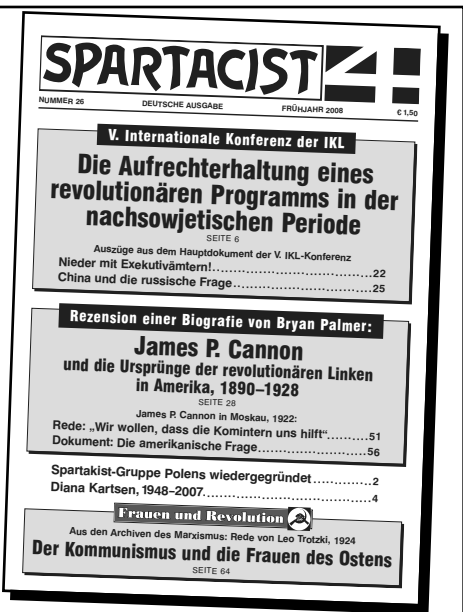 SPARTACIST
NUMMER 26 DEUTSCHE AUSGABE FRÜHJAHR 2008 € 1,50
V. Internationale Konferenz der IKL
Die Aufrechterhaltung eines
revolutionären Programms in der
nachsowjetischen Periode
SEITE 6
Auszüge aus dem Hauptdokument der V. IKL-Konferenz
Nieder mit Exekutivämtern!..................................22
China und die russische Frage.............................25
Rezension einer Biografie von Bryan Palmer:
James P. Cannon
und die Ursprünge der revolutionären Linken
in Amerika, 1890–1928
SEITE 28
James P. Cannon in Moskau, 1922:
Rede: „Wir wollen, dass die Komintern uns hilft“..........51
Dokument: Die amerikanische Frage.......................56
Spartakist-Gruppe Polens wiedergegründet.............2
Diana Kartsen, 1948–2007.....................................4
Frauen und Revolution
Aus den Archiven des Marxismus: Rede von Leo Trotzki, 1924
Der Kommunismus und die Frauen des Ostens
SEITE 64